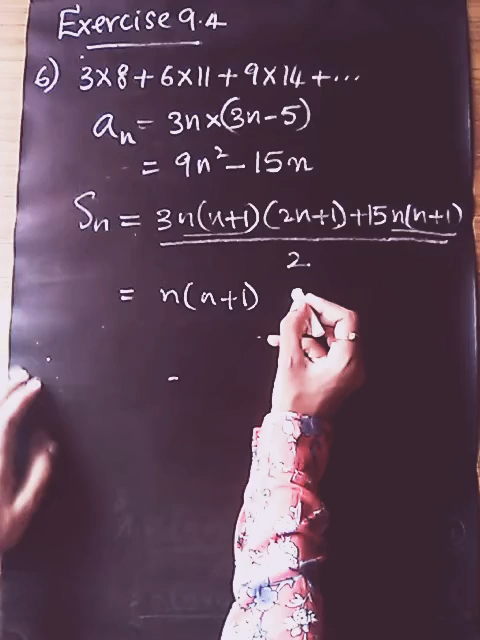 Exercise 9.4
6) 3×8 + 6×11 + 9×14 + ...
aₙ = 3n×(3n-5)
= 9n² - 15n
Sₙ = 3n(n+1)(2n+1)+15n(n+1)
2.
= n(n+1)